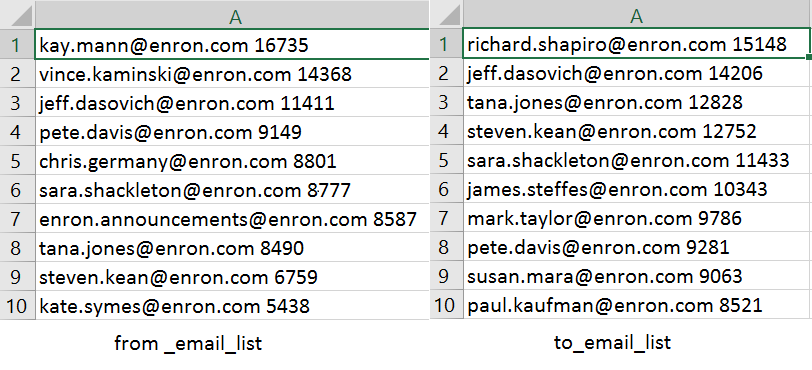 A
1 kay.mann@enron.com 16735
2 vince.kaminski@enron.com 14368
3 jeff.dasovich@enron.com 11411
4 pete.davis@enron.com 9149
5 chris.germany@enron.com 8801
6 sara.shackleton@enron.com 8777
7 enron.announcements@enron.com 8587
8 tana.jones@enron.com 8490
9 steven.kean@enron.com 6759
10 kate.symes@enron.com 5438
from _email_list
A
1 richard.shapiro@enron.com 15148
2 jeff.dasovich@enron.com 14206
3 tana.jones@enron.com 12828
4 steven.kean@enron.com 12752
5 sara.shackleton@enron.com 11433
6 james.steffes@enron.com 10343
7 mark.taylor@enron.com 9786
8 pete.davis@enron.com 9281
9 susan.mara@enron.com 9063
10 paul.kaufman@enron.com 8521
to_email_list